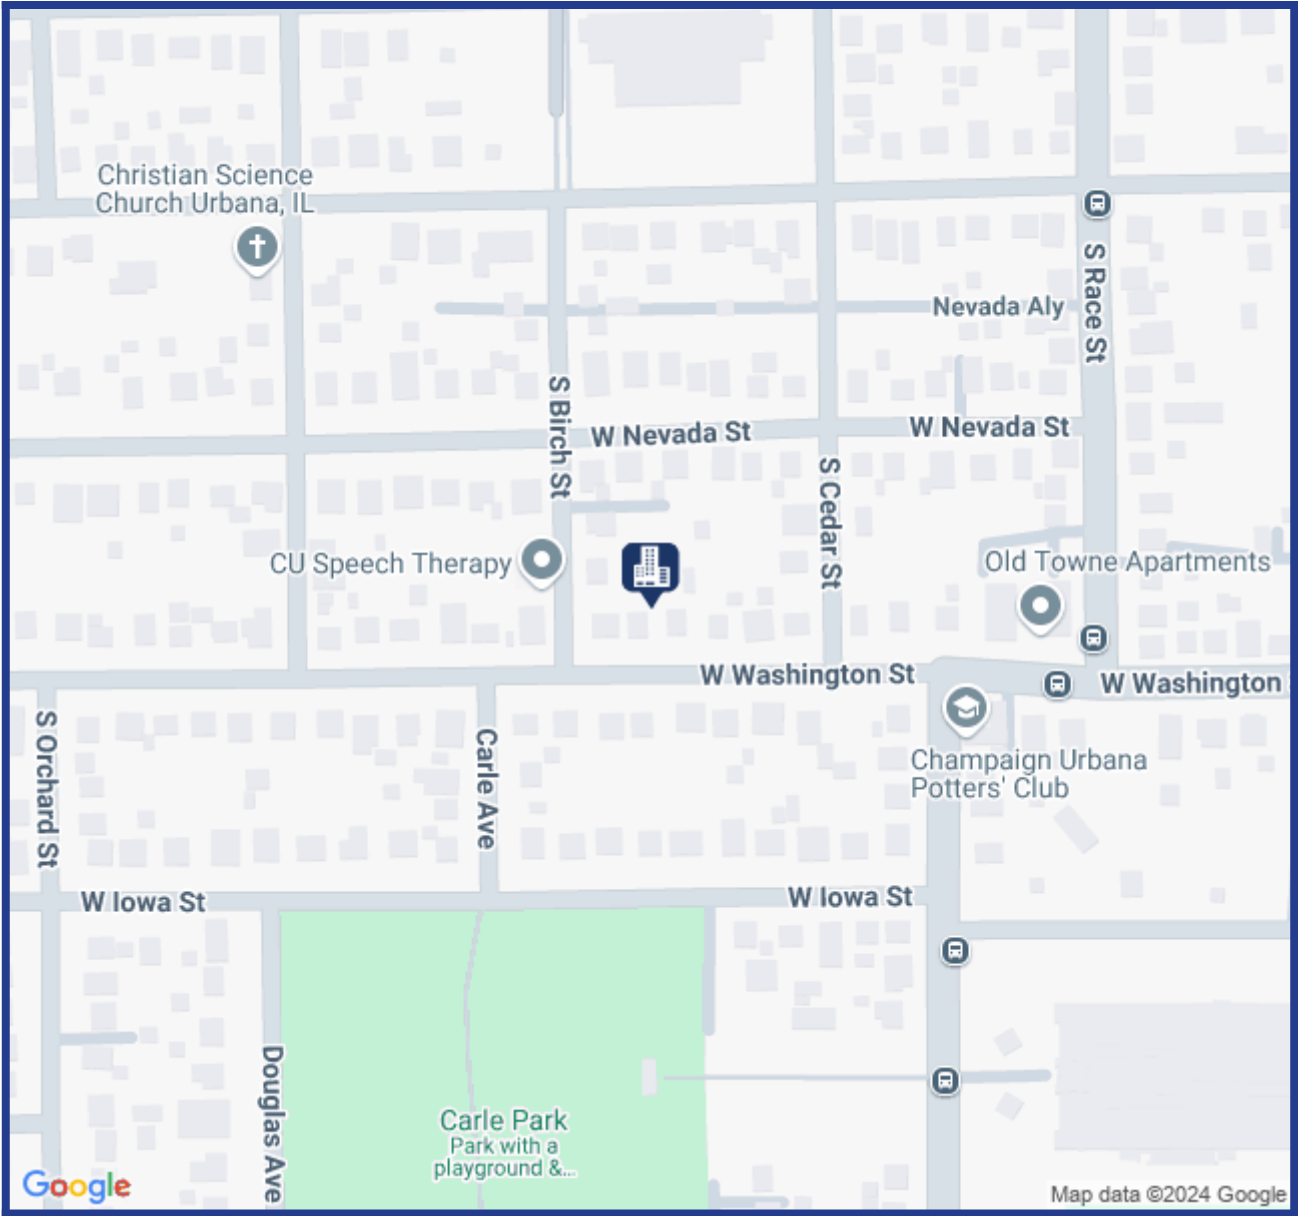 Christian Science
Church Urbana, IL
S Race St
Nevada Aly
S Birch St
W Nevada St
W Nevada St
S Cedar St
CU Speech Therapy
Old Towne Apartments
W Washington St
W Washington
S Orchard St
Carle Ave
Champaign Urbana
Potters' Club
W Iowa St
W Iowa St
Douglas Ave
Carle Park
Park with a
playground &...
Google
Map data ©2024 Google